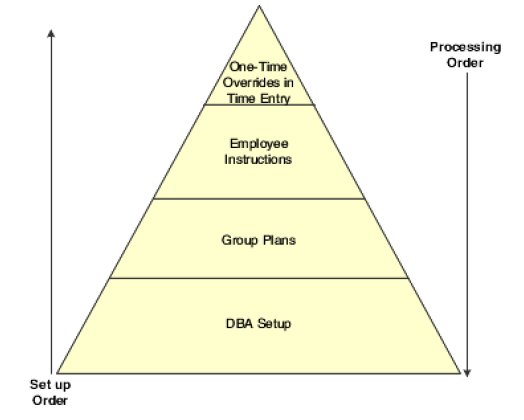 Processing
Order
One-Time
Overrides in
Time Entry
Employee
Instructions
Group Plans
DBA Setup
Set up
Order